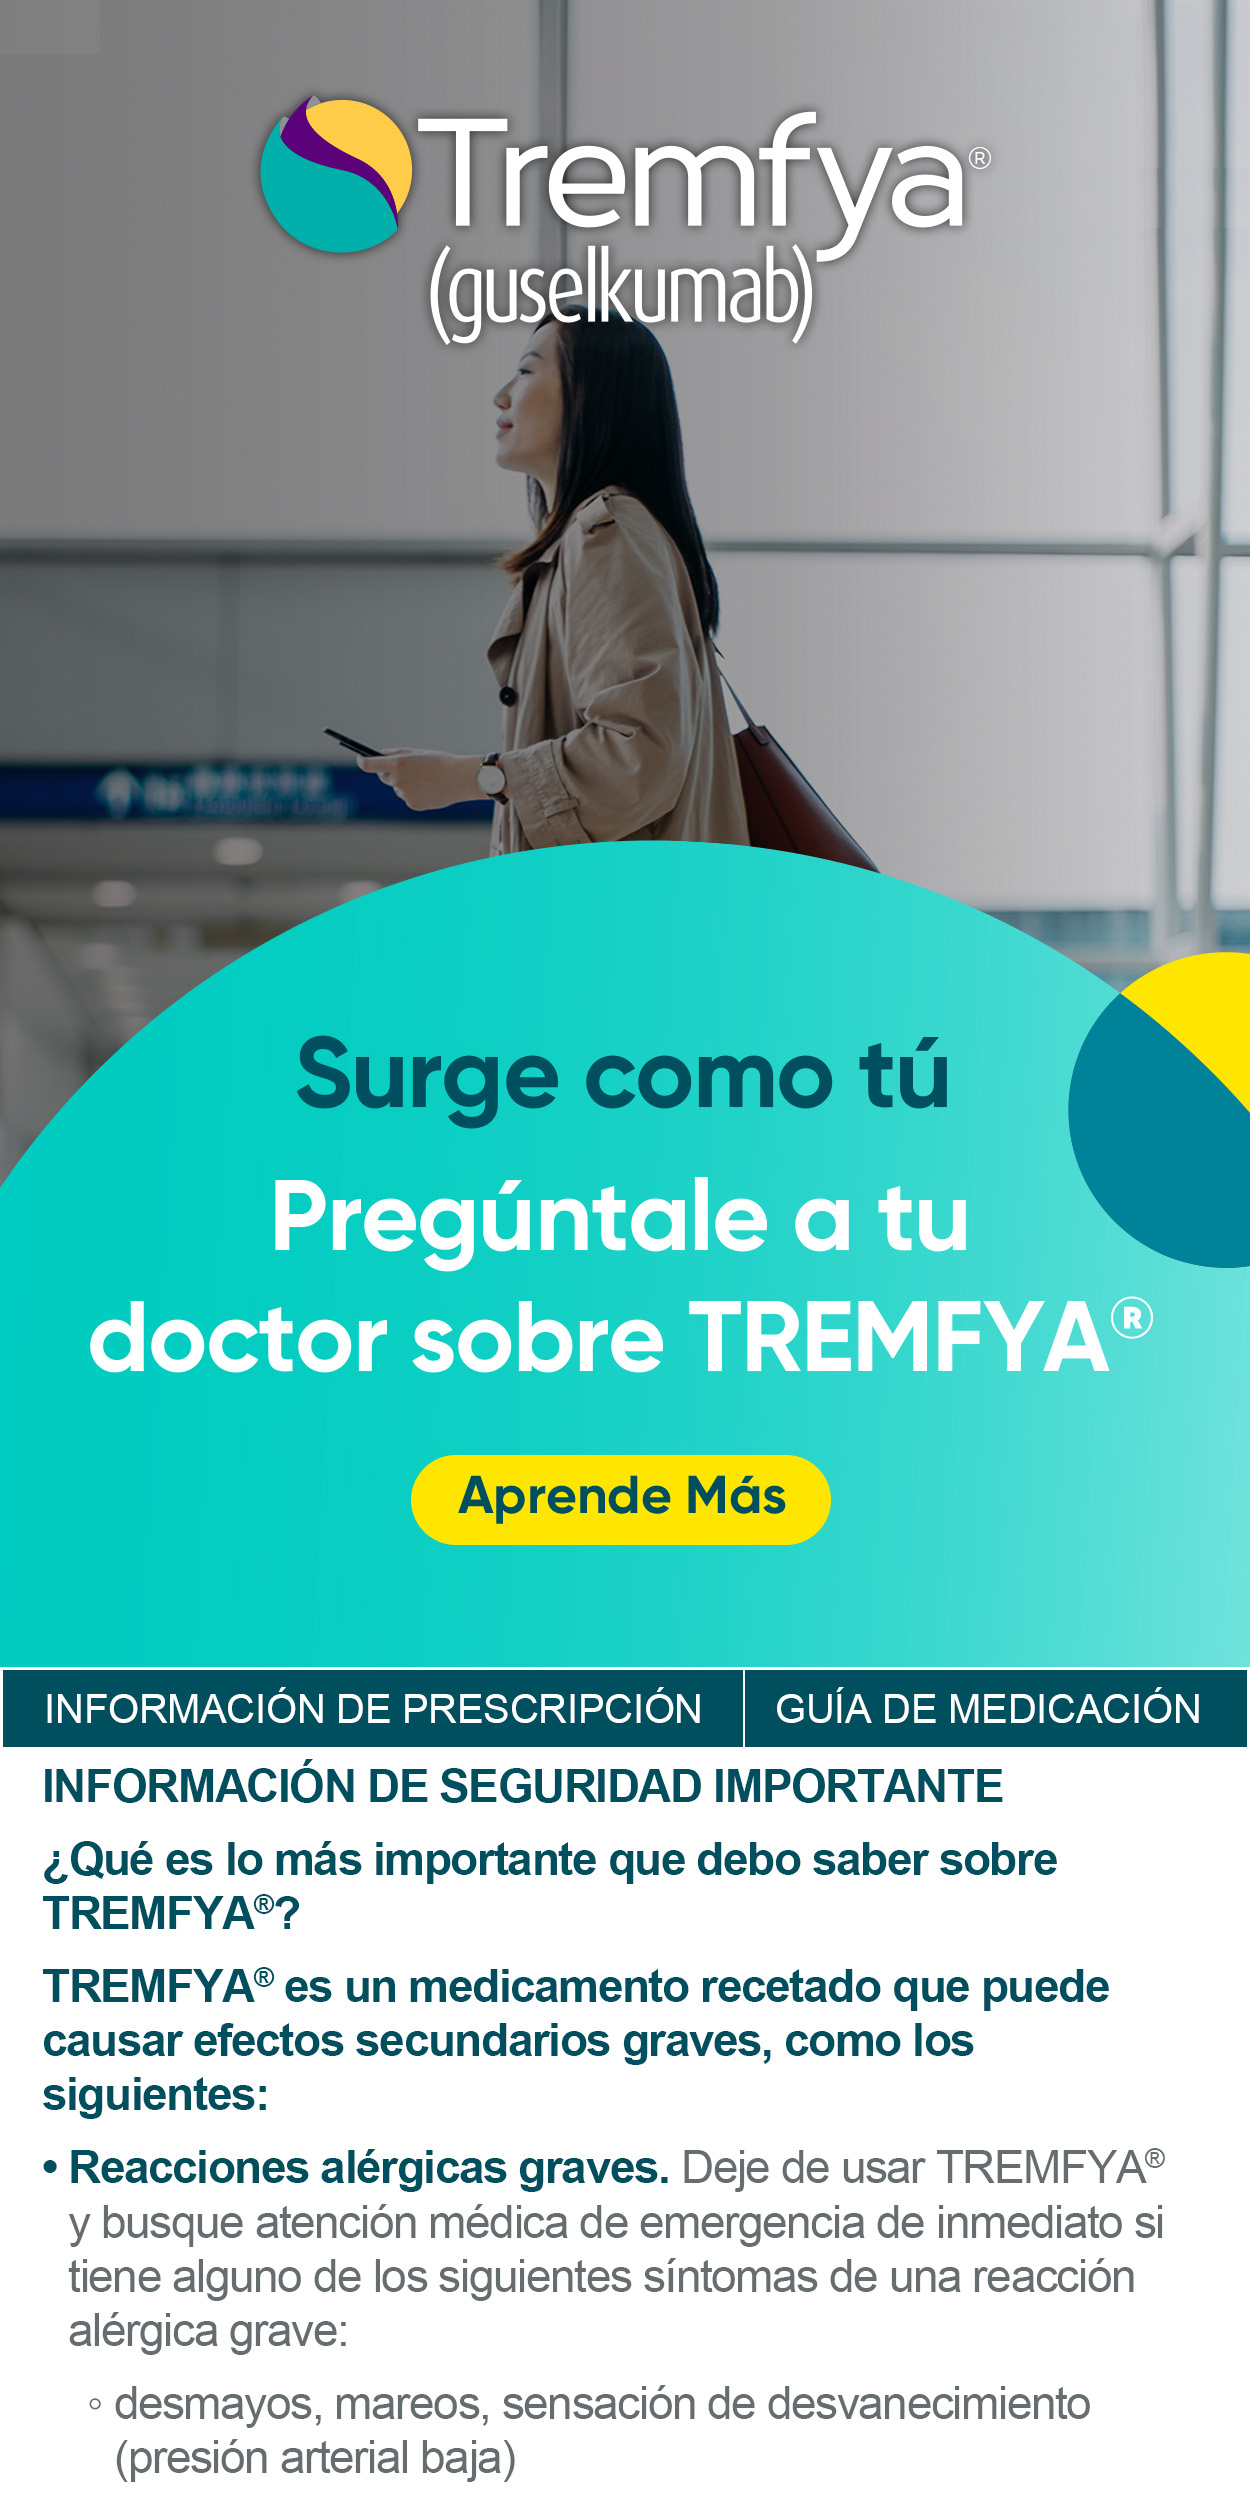 Tremfya®
(guselkumab)
Surge como tú
Pregúntale a tu
doctor sobre TREMFYA®
Aprende Más
INFORMACIÓN DE PRESCRIPCIÓN
GUÍA DE MEDICACIÓN
INFORMACIÓN DE SEGURIDAD IMPORTANTE
¿Qué es lo más importante que debo saber sobre
TREMFYA®?
TREMFYA® es un medicamento recetado que puede
causar efectos secundarios graves, como los
siguientes:
• Reacciones alérgicas graves. Deje de usar TREMFYA®
y busque atención médica de emergencia de inmediato si
tiene alguno de los siguientes síntomas de una reacción
alérgica grave:
◦ desmayos, mareos, sensación de desvanecimiento
(presión arterial baja)